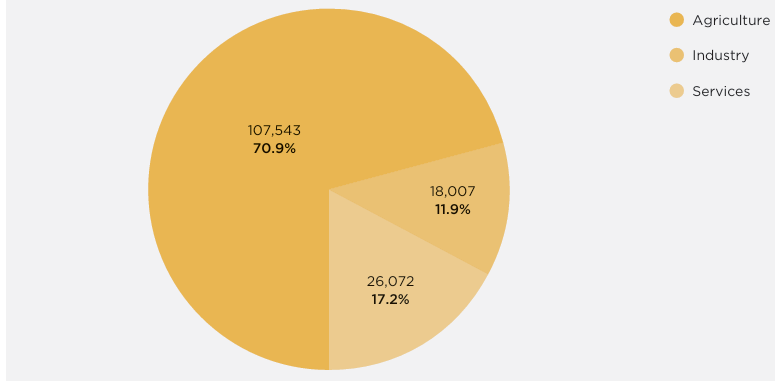 Agriculture
Industry
Services
107,543
70.9%
18,007
11.9%
26,072
17.2%